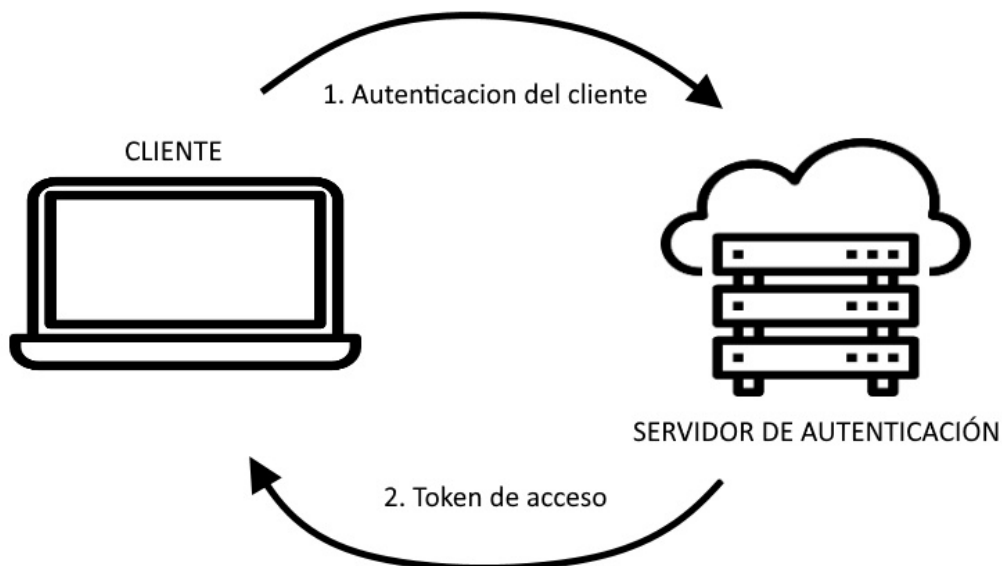 1. Autenticacion del cliente
CLIENTE
SERVIDOR DE AUTENTICACIÓN
2. Token de acceso